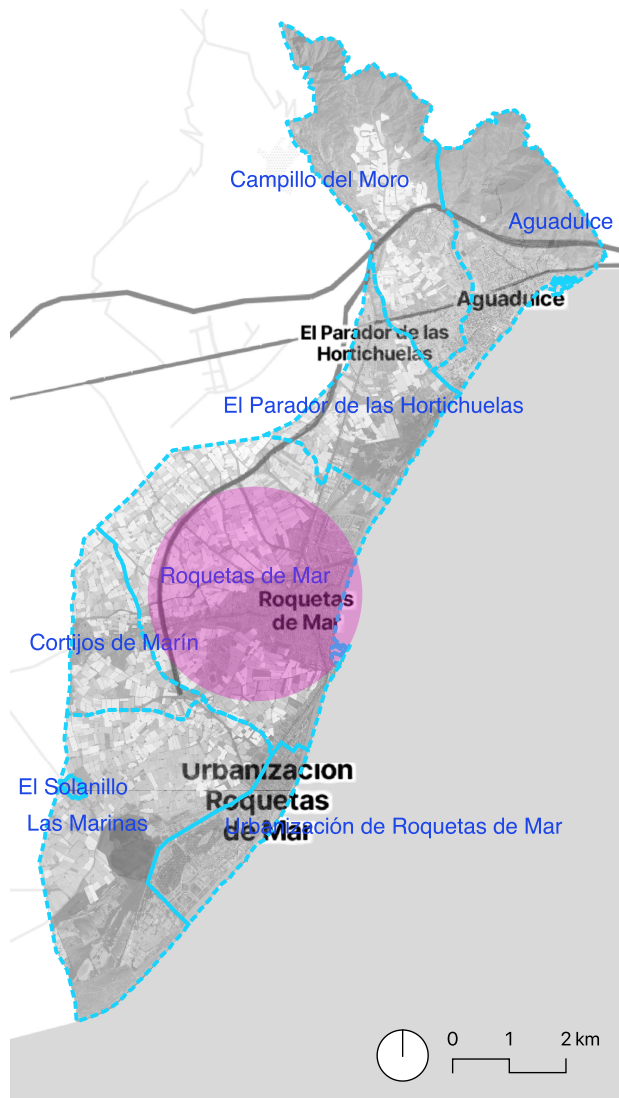 Campillo del Moro
Aguadulce
Aguadulce
El Parador de las
Hortichuelas
El Parador de las Hortichuelas
Roquetas de Mar
Roquetas
de Mar
Cortijos de Marín
Urbanización
El Solanillo
Roquetas
Las Marinas
de Mar
Urbanización de Roquetas de Mar
0 1 2 km